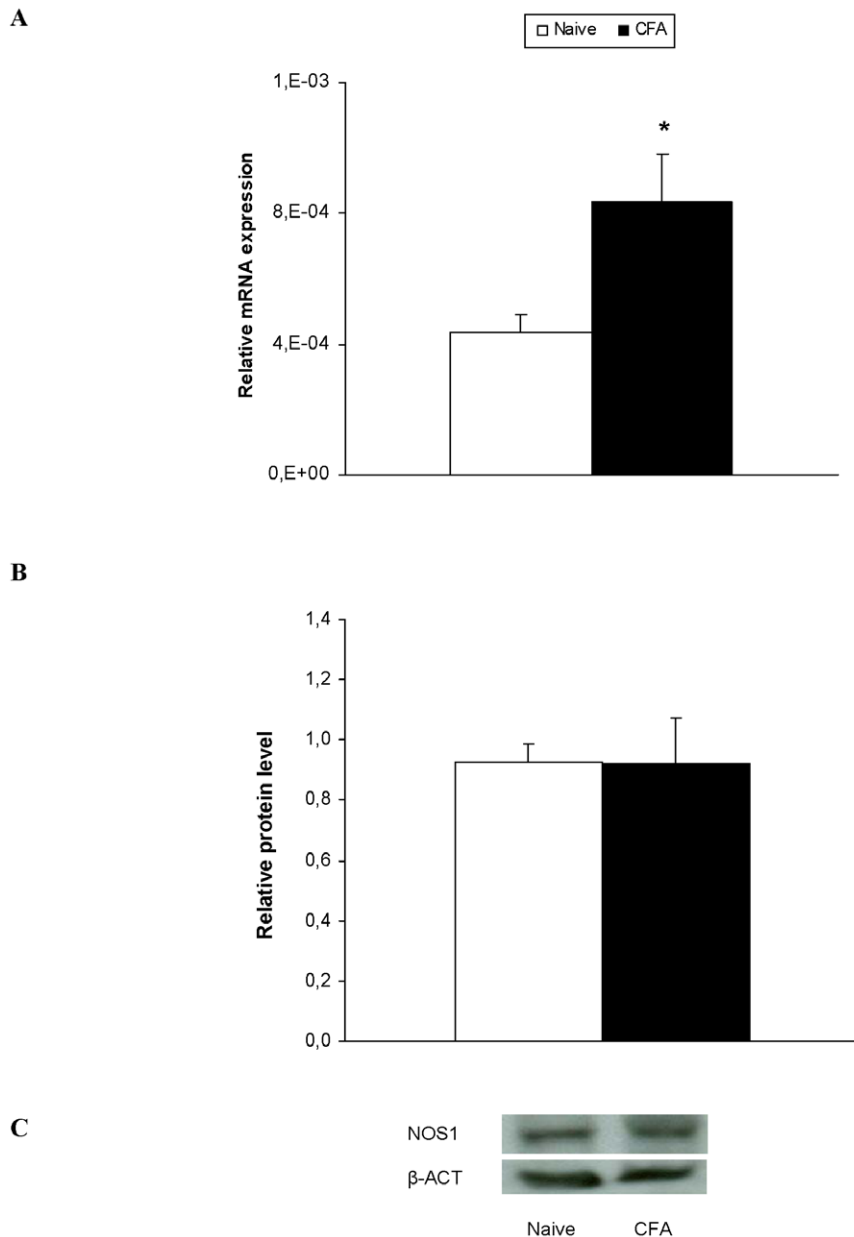 A
Naive CFA
1,E-03
*
8,E-04
4,E-04
0,E+00
Relative mRNA expression
B
1,4
1,2
1,0
0,8
0,6
0,4
0,2
0,0
Relative protein level
C
NOS1
β-ACT
Naive CFA